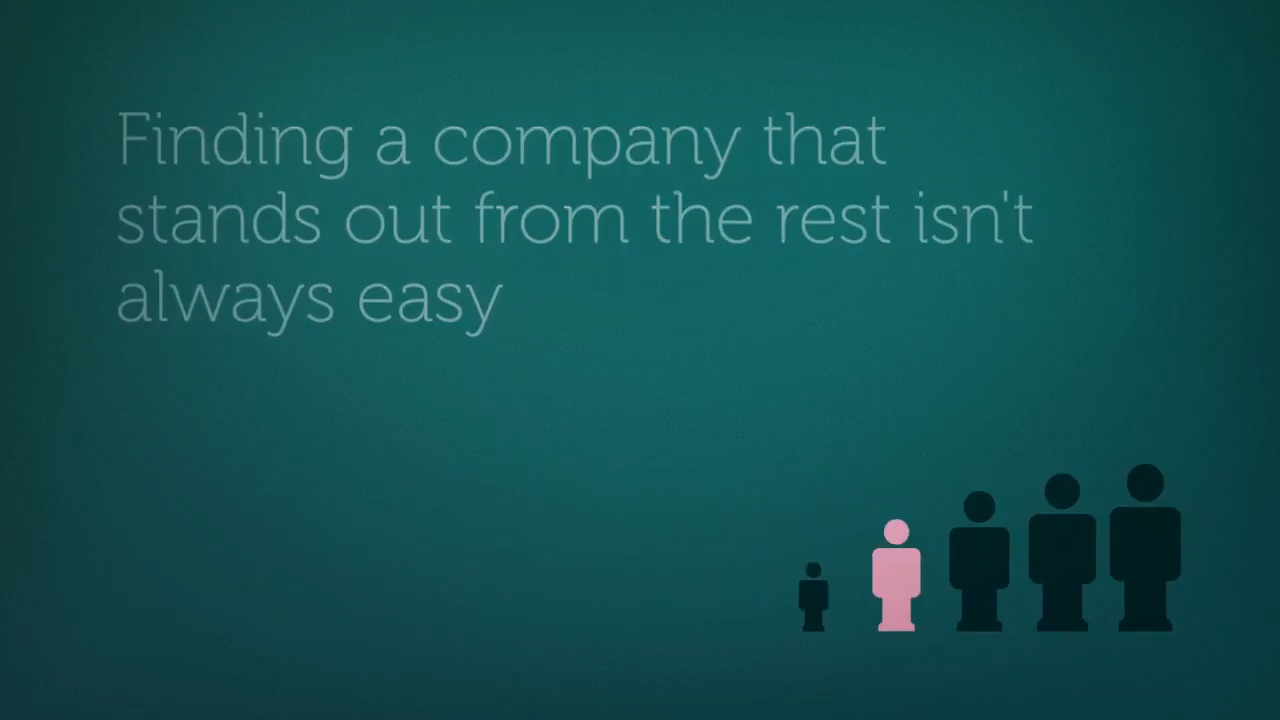 Finding a company that
stands out from the rest isn't
always easy